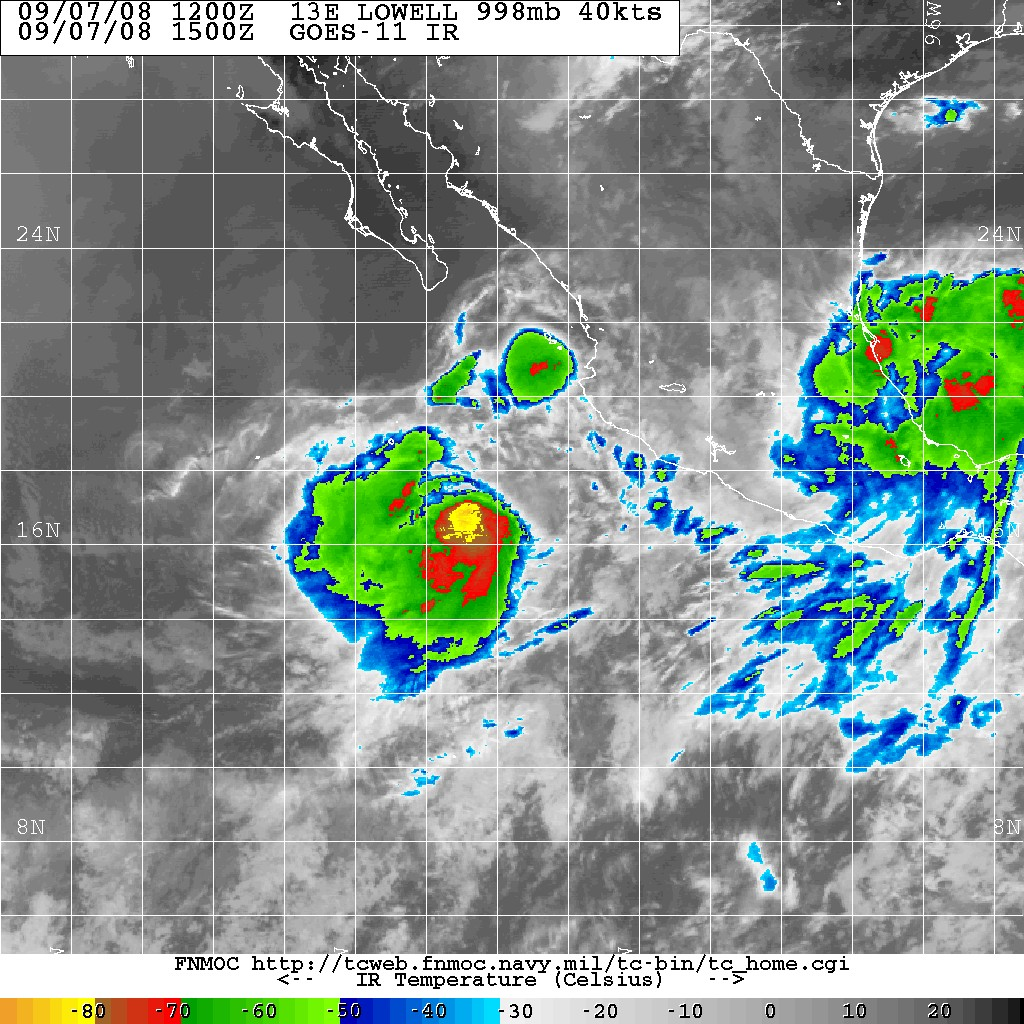 09/07/08 1200Z 13E LOWELL 998mb 40kts
09/07/08 1500Z GOES-11 IR
96W
24N 24N
16N 16N
8N 8N
FNMOC http://tcweb.fnmoc.navy.mil/tc-bin/tc_home.cgi
<-- IR Temperature (Celsius) -->
-80 -70 -60 -50 -40 -30 -20 -10 0 10 20